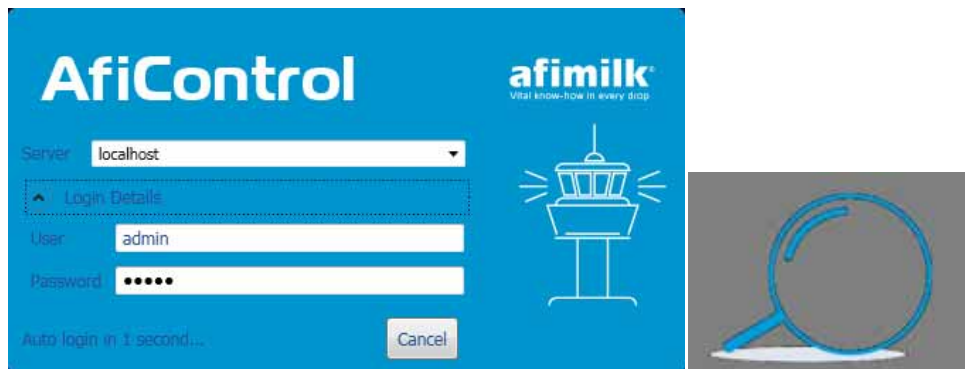 AfiControl
afimilk®
Vital know-how in every drop
Server localhost
Login Details
User admin
Password •••••
Auto login in 1 second...
Cancel